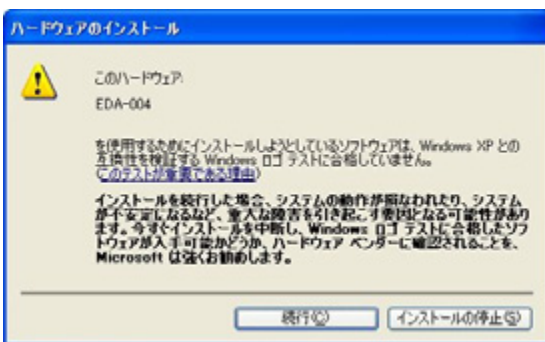 ハードウェアのインストール
このハードウェア:
EDA-004
を使用するためにインストールしようとしているソフトウェアは、Windows XP との
互換性を検証する Windows ロゴ テストに合格していません。
(このテストが重要である理由)
インストールを続行した場合、システムの動作が損なわれたり、システム
が不安定になるなど、重大な障害を引き起こす要因となる可能性があり
ます。今すぐインストールを中断し、Windows ロゴ テストに合格したソフ
トウェアが入手可能かどうか、ハードウェア ベンダーに確認されることを、
Microsoft は強くお勧めします。
続行(C)
インストールの停止(S)